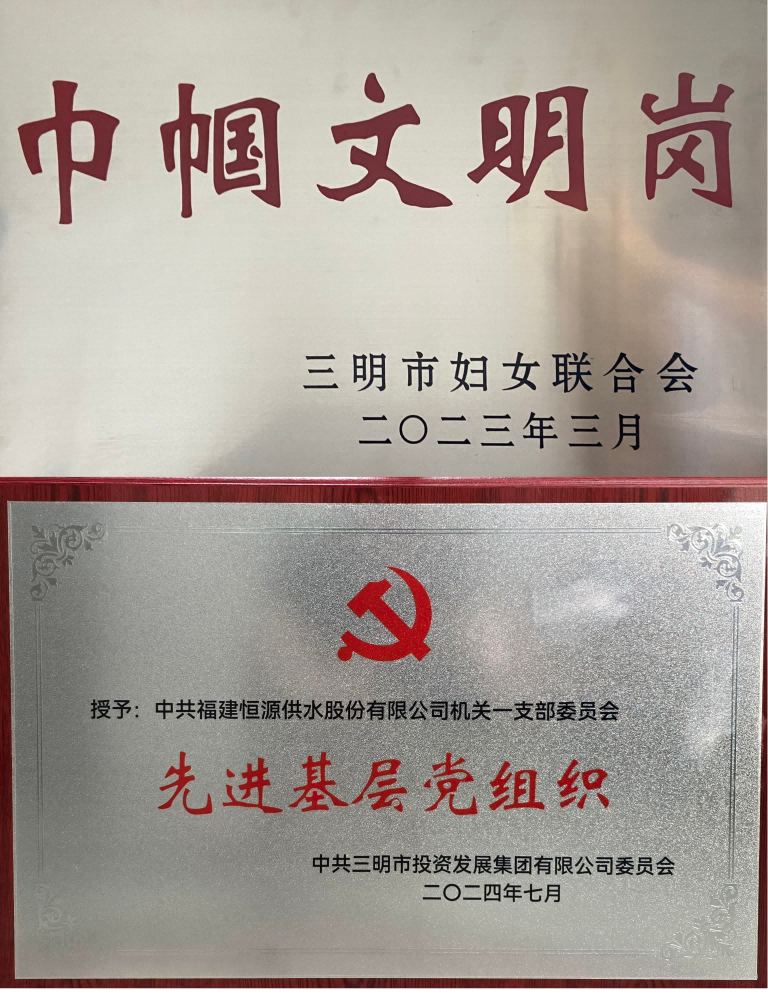 巾帼文明岗
三明市妇女联合会
二〇二三年三月
授予：中共福建恒源供水股份有限公司机关一支部委员会
先进基层党组织
中共三明市投资发展集团有限公司委员会
二〇二四年七月